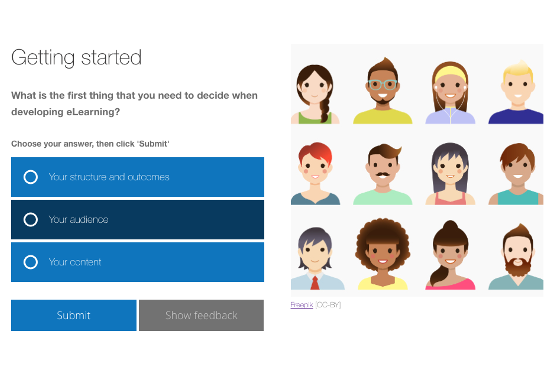 Getting started
What is the first thing that you need to decide when
developing eLearning?
Choose your answer, then click 'Submit'
Your structure and outcomes
Your audience
Your content
Submit
Show feedback
Freepik [CC-BY]